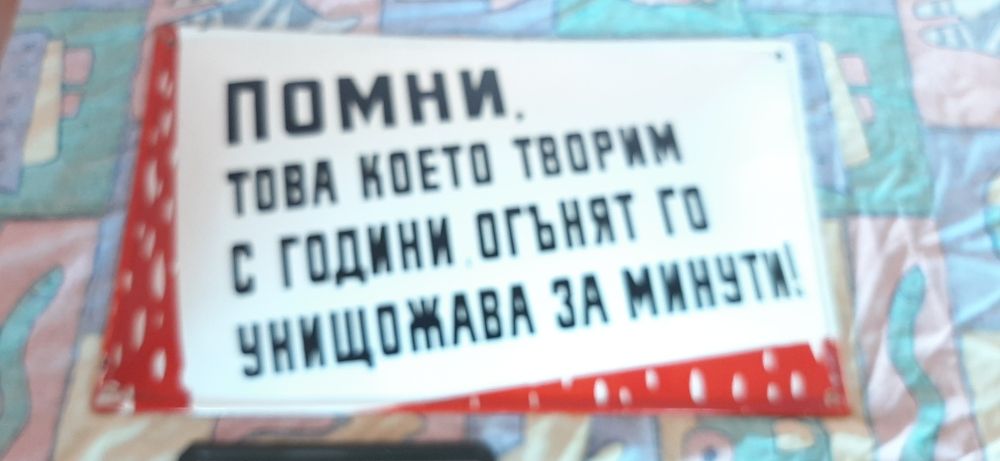 ПОМНИ,
ТОВА КОЕТО ТВОРИМ
С ГОДИНИ, ОГЪНЯТ ГО
УНИЩОЖАВА ЗА МИНУТИ!